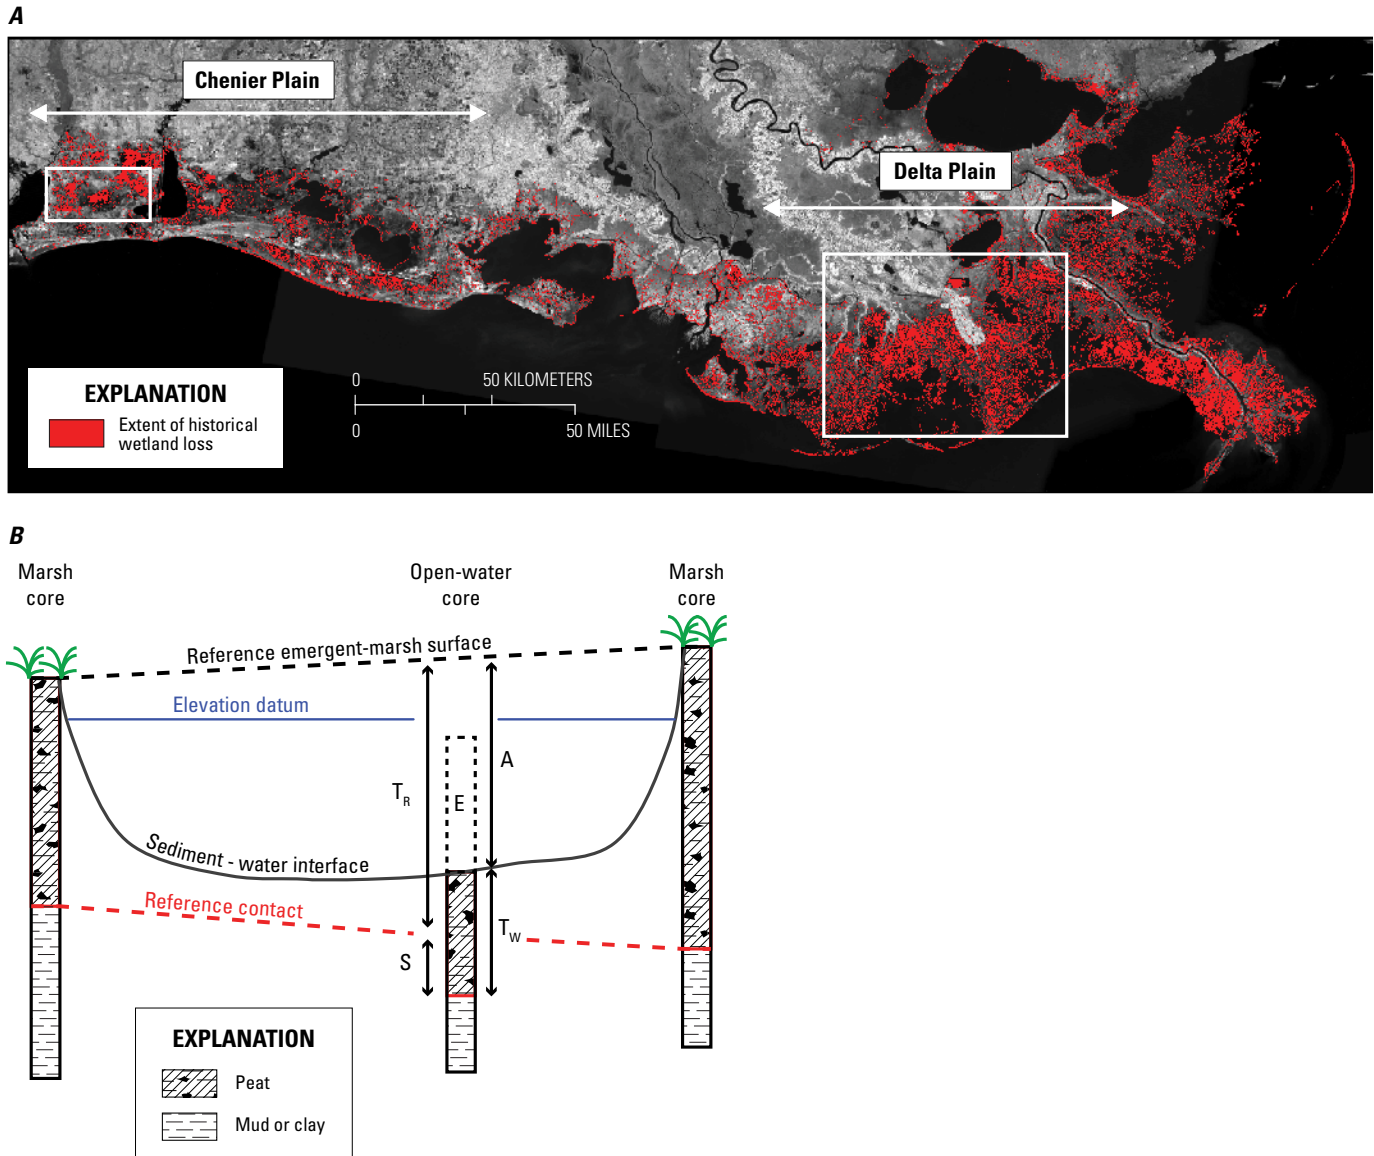 A
Chenier Plain
Delta Plain
EXPLANATION
Extent of historical
wetland loss
0 50 KILOMETERS
0 50 MILES
B
Marsh
core
Open-water
core
Marsh
core
Reference emergent-marsh surface
Elevation datum
A
TR
E
Sediment - water interface
Reference contact
TW
S
EXPLANATION
Peat
Mud or clay